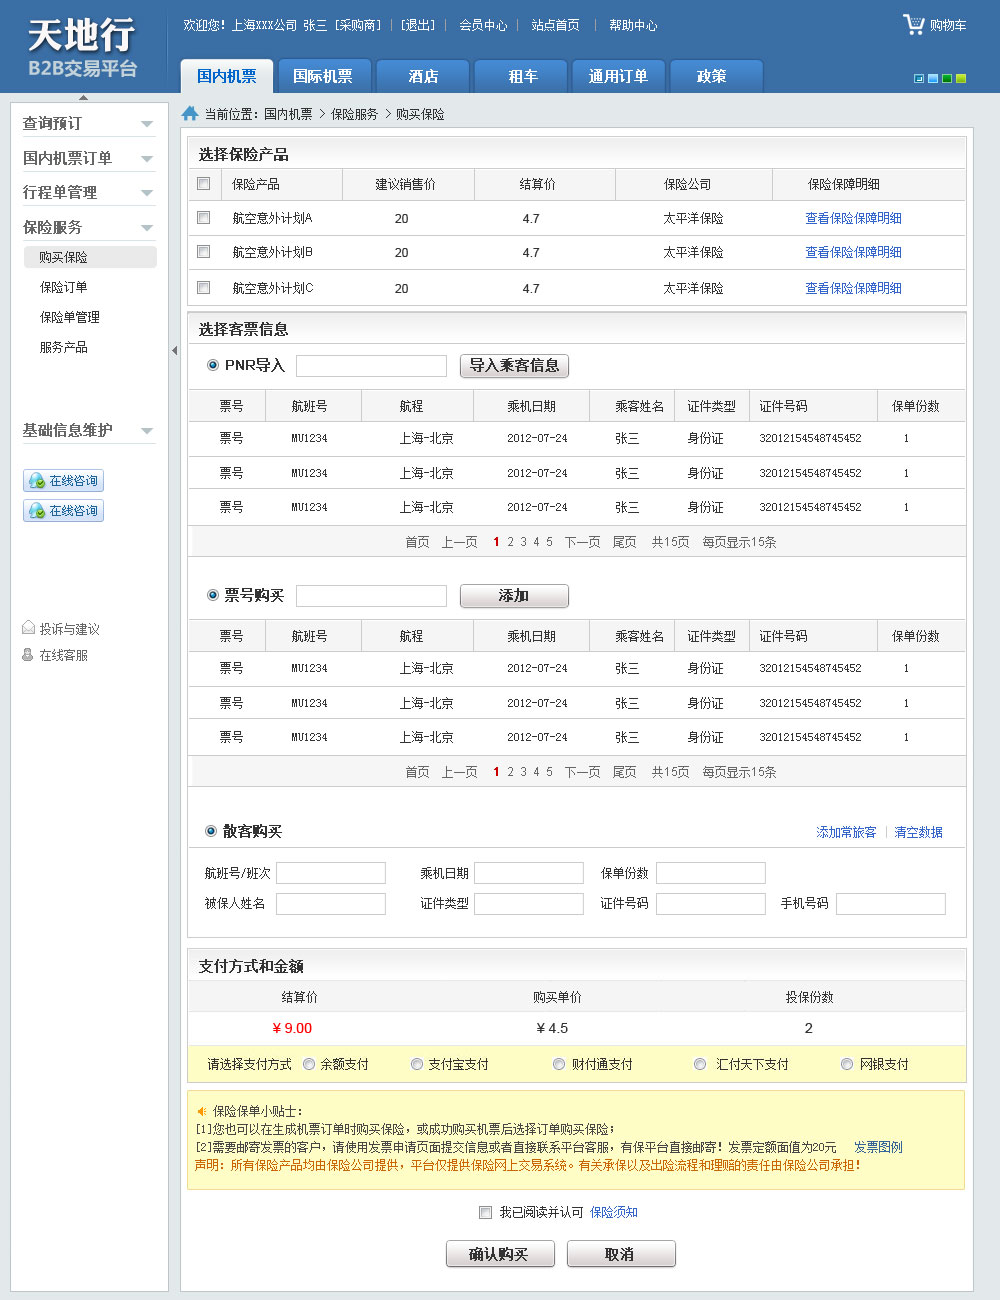 天地行
B2B交易平台
欢迎您! 上海XXX公司 张三 [采购商] | [退出] | 会员中心 | 站点首页 | 帮助中心
购物车
国内机票 国际机票 酒店 租车 通用订单 政策
当前位置: 国内机票 > 保险服务 > 购买保险
查询预订
国内机票订单
行程单管理
保险服务
购买保险
保险订单
保险单管理
服务产品
基础信息维护
在线咨询
在线咨询
投诉与建议
在线客服
选择保险产品
保险产品 建议销售价 结算价 保险公司 保险保障明细
航空意外计划A 20 4.7 太平洋保险 查看保险保障明细
航空意外计划B 20 4.7 太平洋保险 查看保险保障明细
航空意外计划C 20 4.7 太平洋保险 查看保险保障明细
选择客票信息
PNR导入 导入乘客信息
票号 航班号 航程 乘机日期 乘客姓名 证件类型 证件号码 保单份数
票号 MU1234 上海-北京 2012-07-24 张三 身份证 32012154548745452 1
票号 MU1234 上海-北京 2012-07-24 张三 身份证 32012154548745452 1
票号 MU1234 上海-北京 2012-07-24 张三 身份证 32012154548745452 1
首页 上一页 1 2 3 4 5 下一页 尾页 共15页 每页显示15条
票号购买 添加
票号 航班号 航程 乘机日期 乘客姓名 证件类型 证件号码 保单份数
票号 MU1234 上海-北京 2012-07-24 张三 身份证 32012154548745452 1
票号 MU1234 上海-北京 2012-07-24 张三 身份证 32012154548745452 1
票号 MU1234 上海-北京 2012-07-24 张三 身份证 32012154548745452 1
首页 上一页 1 2 3 4 5 下一页 尾页 共15页 每页显示15条
散客购买 添加常旅客 | 清空数据
航班号/班次 乘机日期 保单份数
被保人姓名 证件类型 证件号码 手机号码
支付方式和金额
结算价 购买单价 投保份数
¥ 9.00 ¥ 4.5 2
请选择支付方式 余额支付 支付宝支付 财付通支付 汇付天下支付 网银支付
保险保单小贴士:
[1]您也可以在生成机票订单时购买保险, 或成功购买机票后选择订单购买保险;
[2]需要邮寄发票的客户, 请使用发票申请页面提交信息或者直接联系平台客服, 有保平台直接邮寄! 发票定额面值为20元 发票图例
声明: 所有保险产品均由保险公司提供, 平台仅提供保险网上交易系统。有关承保以及出险流程和理赔的责任由保险公司承担!
我已阅读并认可 保险须知
确认购买 取消